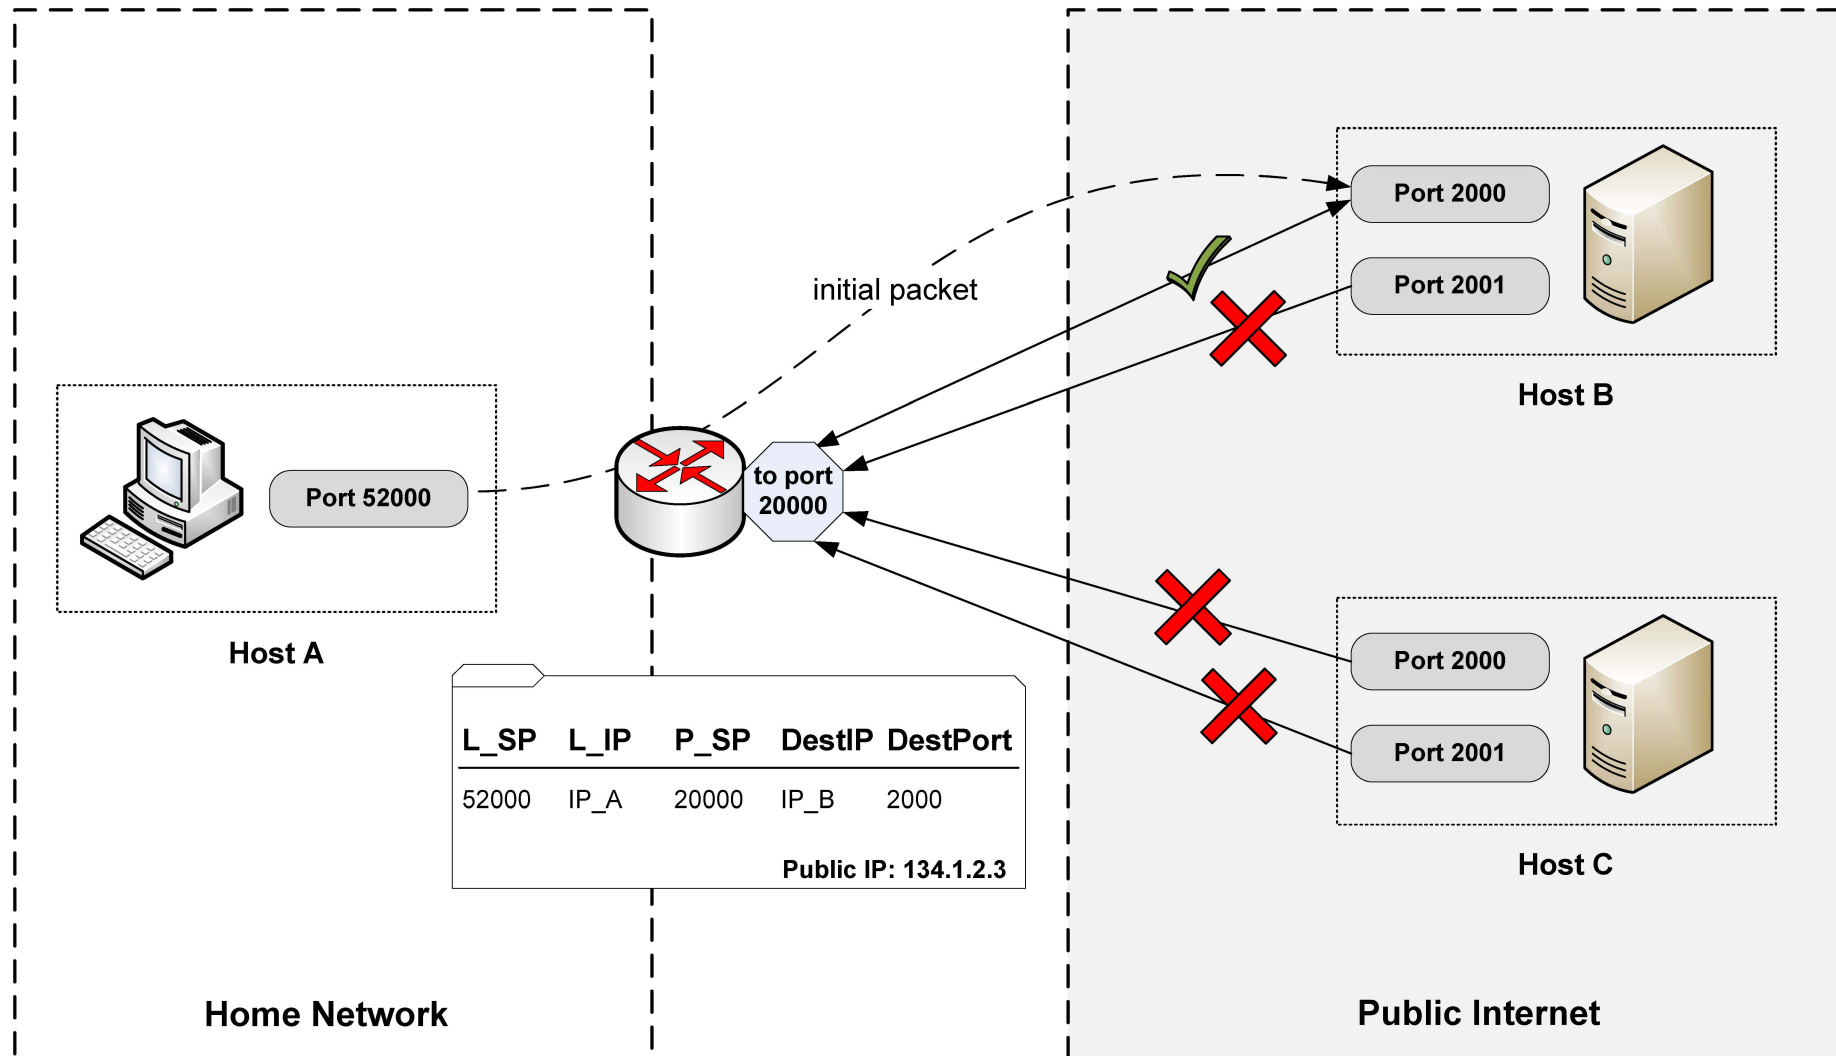 Port 2000
Port 2001
Host B
initial packet
to port
20000
Port 52000
Host A
Port 2000
Port 2001
Host C
L_SP L_IP P_SP DestIP DestPort
52000 IP_A 20000 IP_B 2000
Public IP: 134.1.2.3
Home Network
Public Internet